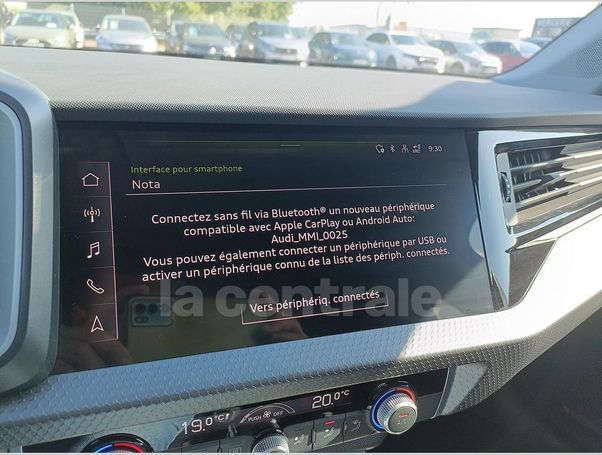 9:30
Interface pour smartphone
Nota
Connectez sans fil via Bluetooth® un nouveau périphérique
compatible avec Apple CarPlay ou Android Auto:
Audi_MMI_0025
Vous pouvez également connecter un périphérique par USB ou
activer un périphérique connu de la liste des périph. connectés.
la centrale
Vers périphériq. connectés
19.0°C
PUSH OFF
20.0°C